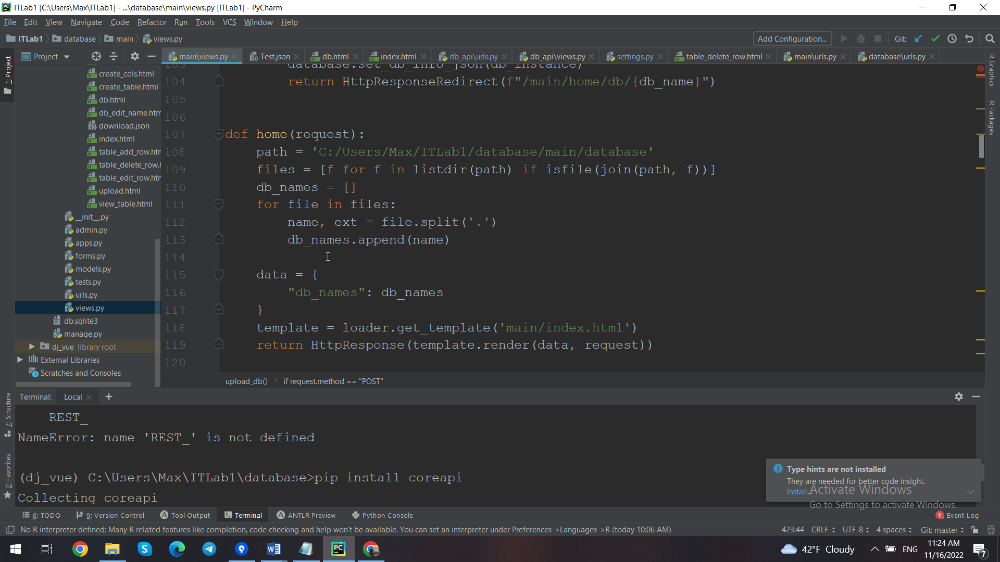 ITLab1 [C:\Users\Max\ITLab1] - ...\database\main\views.py [ITLab1] - PyCharm
File Edit View Navigate Code Refactor Run Tools VCS Window Help
ITLab1 database main views.py Add Configuration... Git:
Project main\views.py Test.json db.html index.html db_api\urls.py db_api\views.py settings.py table_delete_row.html main\urls.py database\urls.py
1: Project
7: Structure
2: Favorites
R Graphics
R Packages
create_cols.html
create_table.html
db.html
db_edit_name.htm
download.json
index.html
table_add_row.htm
table_delete_row.h
table_edit_row.htm
upload.html
view_table.html
__init__.py
admin.py
apps.py
forms.py
models.py
tests.py
urls.py
views.py
db.sqlite3
manage.py
dj_vue library root
External Libraries
Scratches and Consoles
103 database.set_db_info_json(db_instance)
104 return HttpResponseRedirect(f"/main/home/db/{db_name}")
105
106
107 def home(request):
108 path = 'C:/Users/Max/ITLab1/database/main/database'
109 files = [f for f in listdir(path) if isfile(join(path, f))]
110 db_names = []
111 for file in files:
112 name, ext = file.split('.')
113 db_names.append(name)
114
115 data = {
116 "db_names": db_names
117 }
118 template = loader.get_template('main/index.html')
119 return HttpResponse(template.render(data, request))
120
upload_db() if request.method == "POST"
Terminal: Local
REST_
NameError: name 'REST_' is not defined
(dj_vue) C:\Users\Max\ITLab1\database>pip install coreapi
Collecting coreapi
Type hints are not installed
They are needed for better code insight.
Install...
Activate Windows
Go to Settings to activate Windows.
6: TODO 9: Version Control Tool Output Terminal ANTLR Preview Python Console 1 Event Log
No R interpreter defined: Many R related features like completion, code checking and help won't be available. You can set an interpreter under Preferences->Languages->R (today 10:06 AM) 423:44 CRLF UTF-8 4 spaces Git: master
42°F Cloudy ENG 11:24 AM
11/16/2022 7